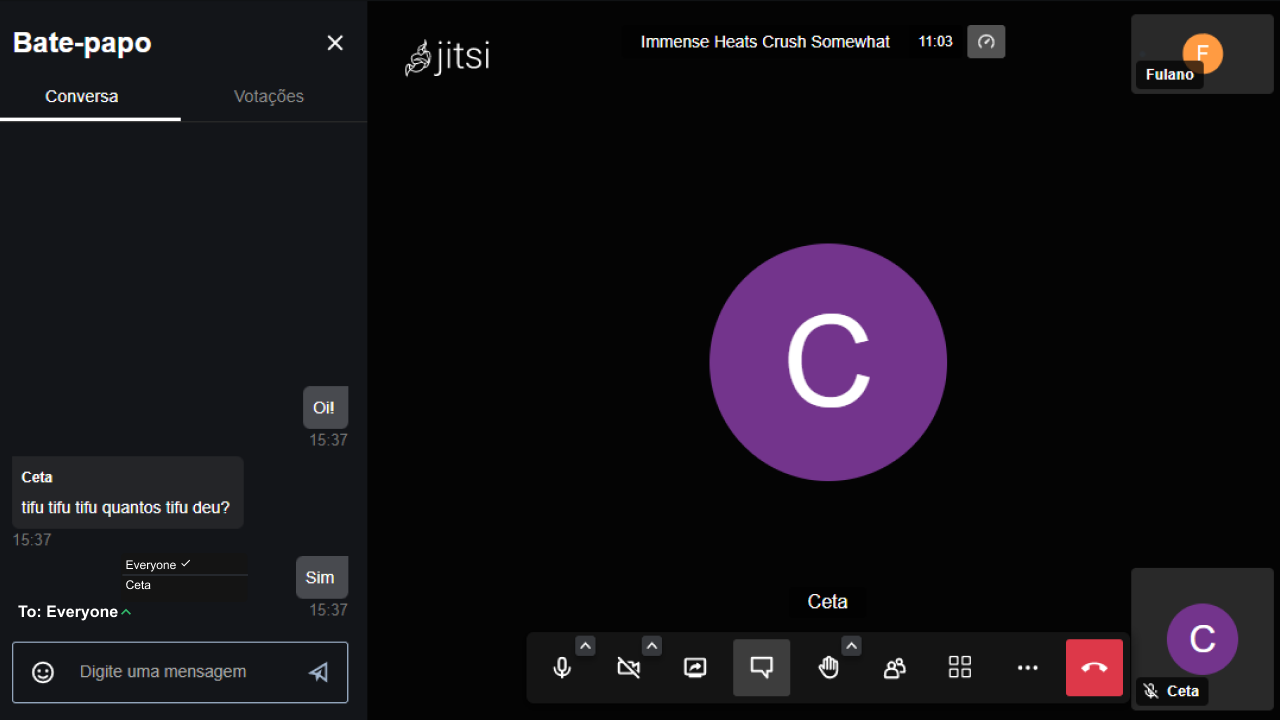 Bate-papo
Conversa
Votações
Oi!
15:37
Ceta
tifu tifu tifu quantos tifu deu?
15:37
Everyone
Ceta
Sim
15:37
To: Everyone
Digite uma mensagem
jitsi
Immense Heats Crush Somewhat
11:03
F
Fulano
C
Ceta
C
Ceta